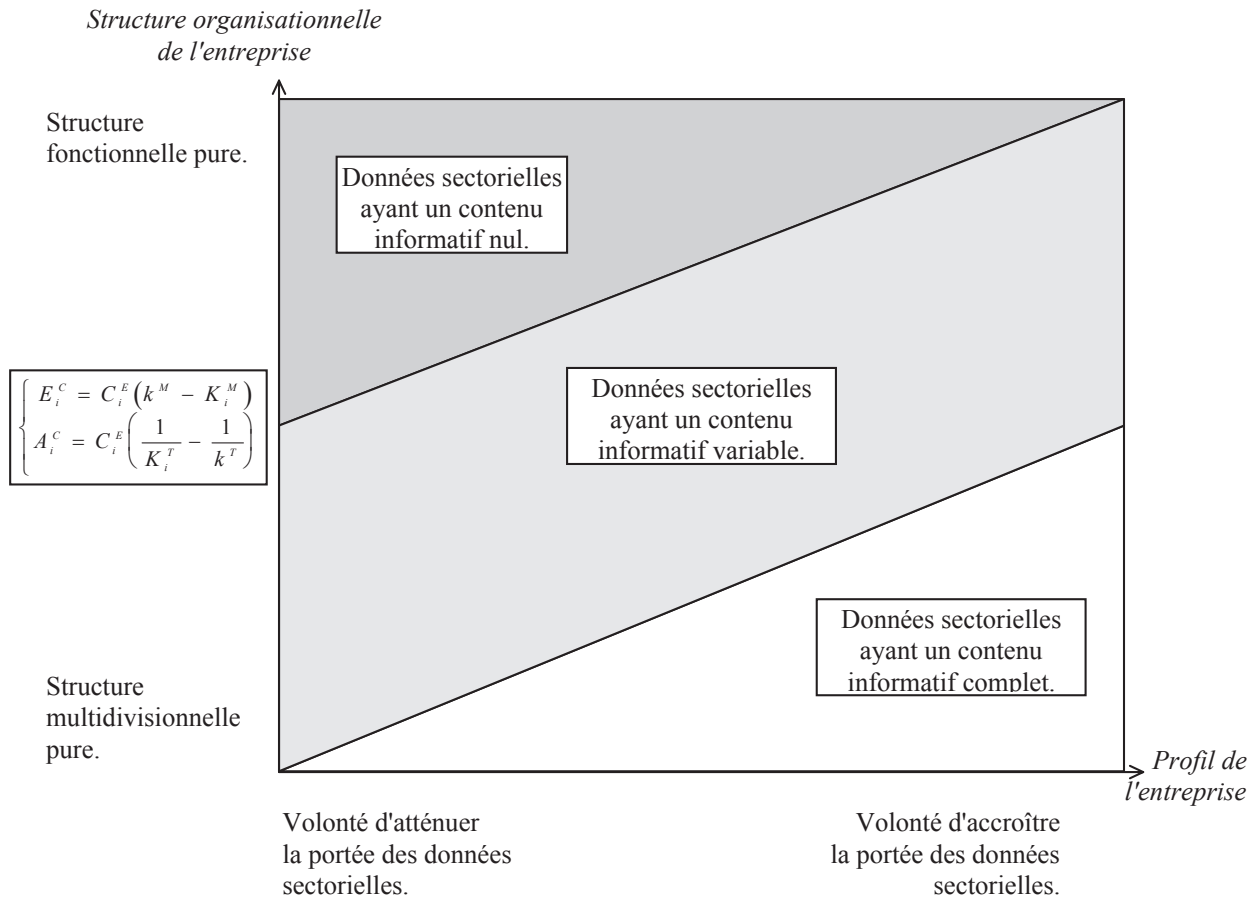 Structure organisationnelle
de l'entreprise
Structure
fonctionnelle pure.
Données sectorielles
ayant un contenu
informatif nul.
E_i^C = C_i^E (k^M − K_i^M)
A_i^C = C_i^E (1/K_i^T − 1/k^T)
Données sectorielles
ayant un contenu
informatif variable.
Données sectorielles
ayant un contenu
informatif complet.
Structure
multidivisionnelle
pure.
Profil de
l'entreprise
Volonté d'atténuer
la portée des données
sectorielles.
Volonté d'accroître
la portée des données
sectorielles.